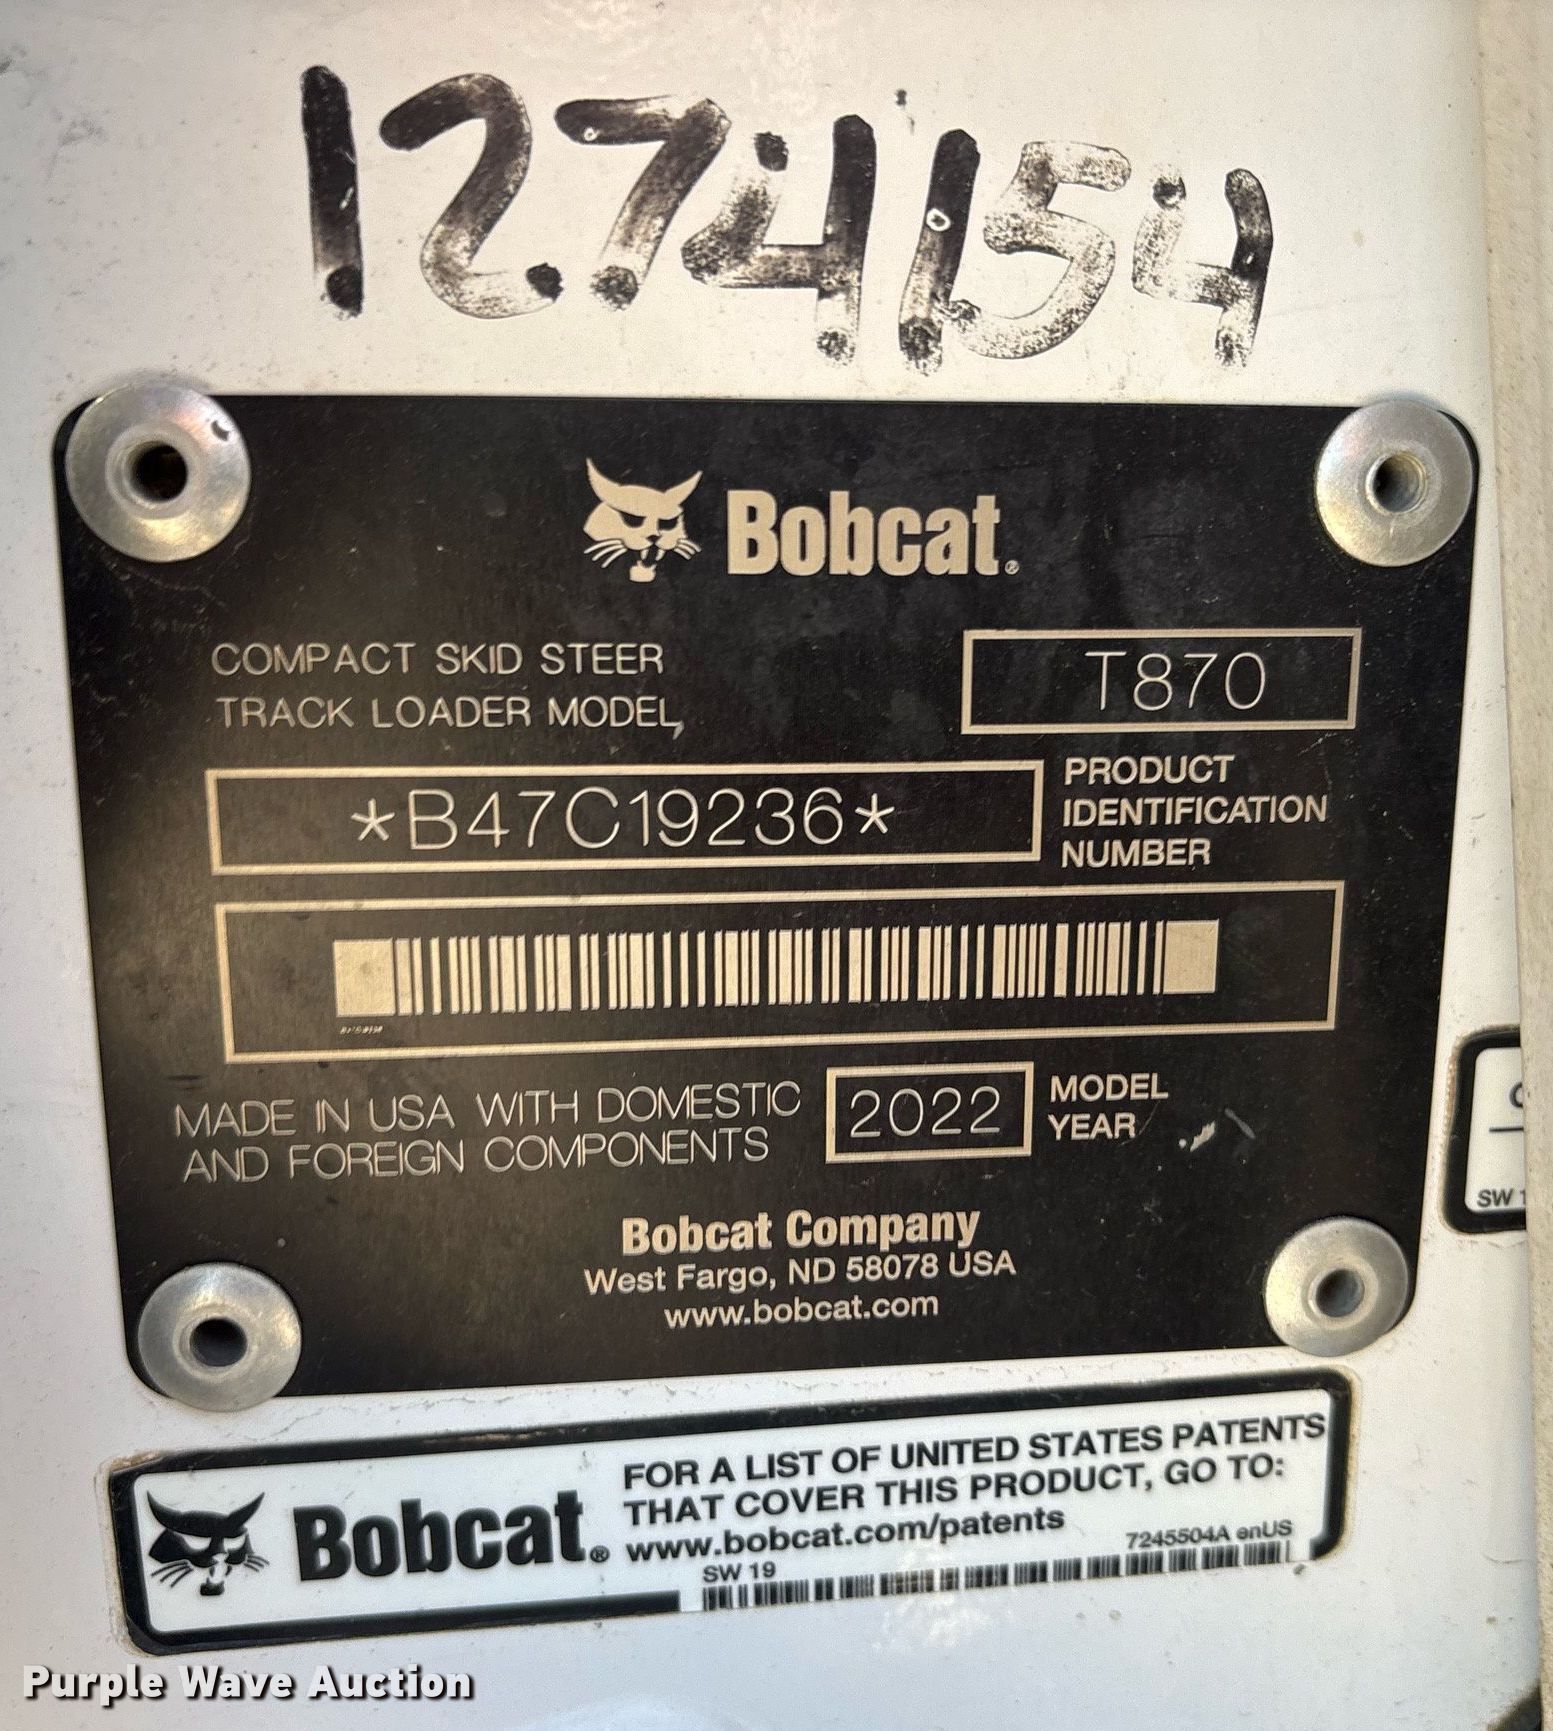 1274154
Bobcat®
COMPACT SKID STEER
TRACK LOADER MODEL
T870
*B47C19236*
PRODUCT
IDENTIFICATION
NUMBER
MADE IN USA WITH DOMESTIC
AND FOREIGN COMPONENTS
2022
MODEL
YEAR
Bobcat Company
West Fargo, ND 58078 USA
www.bobcat.com
SW 1
Bobcat®
FOR A LIST OF UNITED STATES PATENTS
THAT COVER THIS PRODUCT, GO TO:
www.bobcat.com/patents
7245504A enUS
SW 19
Purple Wave Auction